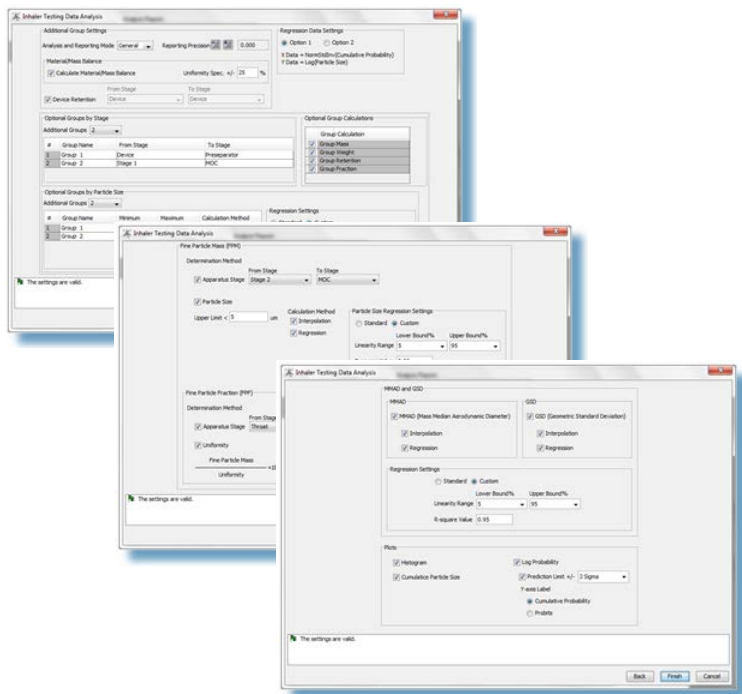 Inhaler Testing Data Analysis
Additional Group Settings
Analysis and Reporting Mode General Reporting Precision 0.000
Material/Mass Balance
Calculate Material/Mass Balance Uniformity Spec. +/- 25 %
From Stage To Stage
Device Retention Device Device
Regression Data Settings
Option 1 Option 2
X Data = NormStdInv(Cumulative Probability)
Y Data = Log(Particle Size)
Optional Groups by Stage
Additional Groups 2
# Group Name From Stage To Stage
1 Group 1 Device Preseparator
2 Group 2 Stage 1 MOC
Optional Group Calculations
Group Calculation
Group Mass
Group Weight
Group Retention
Group Fraction
Optional Groups by Particle Size
Additional Groups 2
# Group Name Minimum Maximum Calculation Method
1 Group 1
2 Group 2
Regression Settings
The settings are valid.
Inhaler Testing Data Analysis
Fine Particle Mass (FPM)
Determination Method
From Stage To Stage
Apparatus Stage Stage 2 MOC
Particle Size
Upper Limit < 5 um
Calculation Method
Interpolation
Regression
Particle Size Regression Settings
Standard Custom
Lower Bound% Upper Bound%
Linearity Range 5 95
Fine Particle Fraction (FPF)
Determination Method
From Stage
Apparatus Stage Throat
Uniformity
Fine Particle Mass
Uniformity
The settings are valid.
Inhaler Testing Data Analysis
MMAD and GSD
MMAD
MMAD (Mass Median Aerodynamic Diameter)
Interpolation
Regression
GSD
GSD (Geometric Standard Deviation)
Interpolation
Regression
Regression Settings
Standard Custom
Lower Bound% Upper Bound%
Linearity Range 5 95
R-square Value 0.95
Plots
Histogram Log Probability
Cumulative Particle Size Prediction Limit +/- 2 Sigma
Y-axis Label
Cumulative Probability
Probits
The settings are valid.
Back Finish Cancel